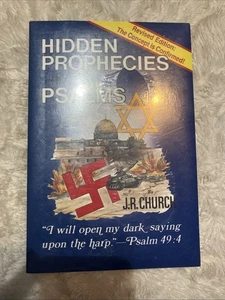 Revised Edition:
The Concept is Confirmed!
HIDDEN
PROPHECIES
PSALMS
J.R. CHURCH
"I will open my dark saying
upon the harp."—Psalm 49:4